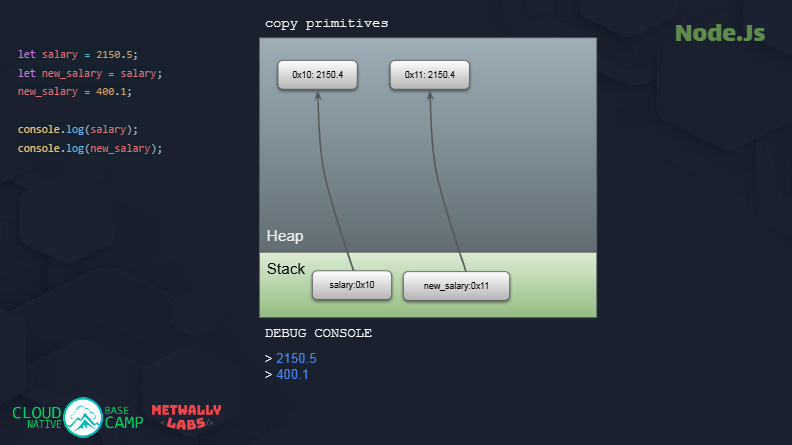 copy primitives
Node.Js
let salary = 2150.5;
let new_salary = salary;
new_salary = 400.1;
console.log(salary);
console.log(new_salary);
0x10: 2150.4
0x11: 2150.4
Heap
Stack
salary:0x10
new_salary:0x11
DEBUG CONSOLE
> 2150.5
> 400.1
CLOUD NATIVE
BASE CAMP
METWALLY
<LABS/>